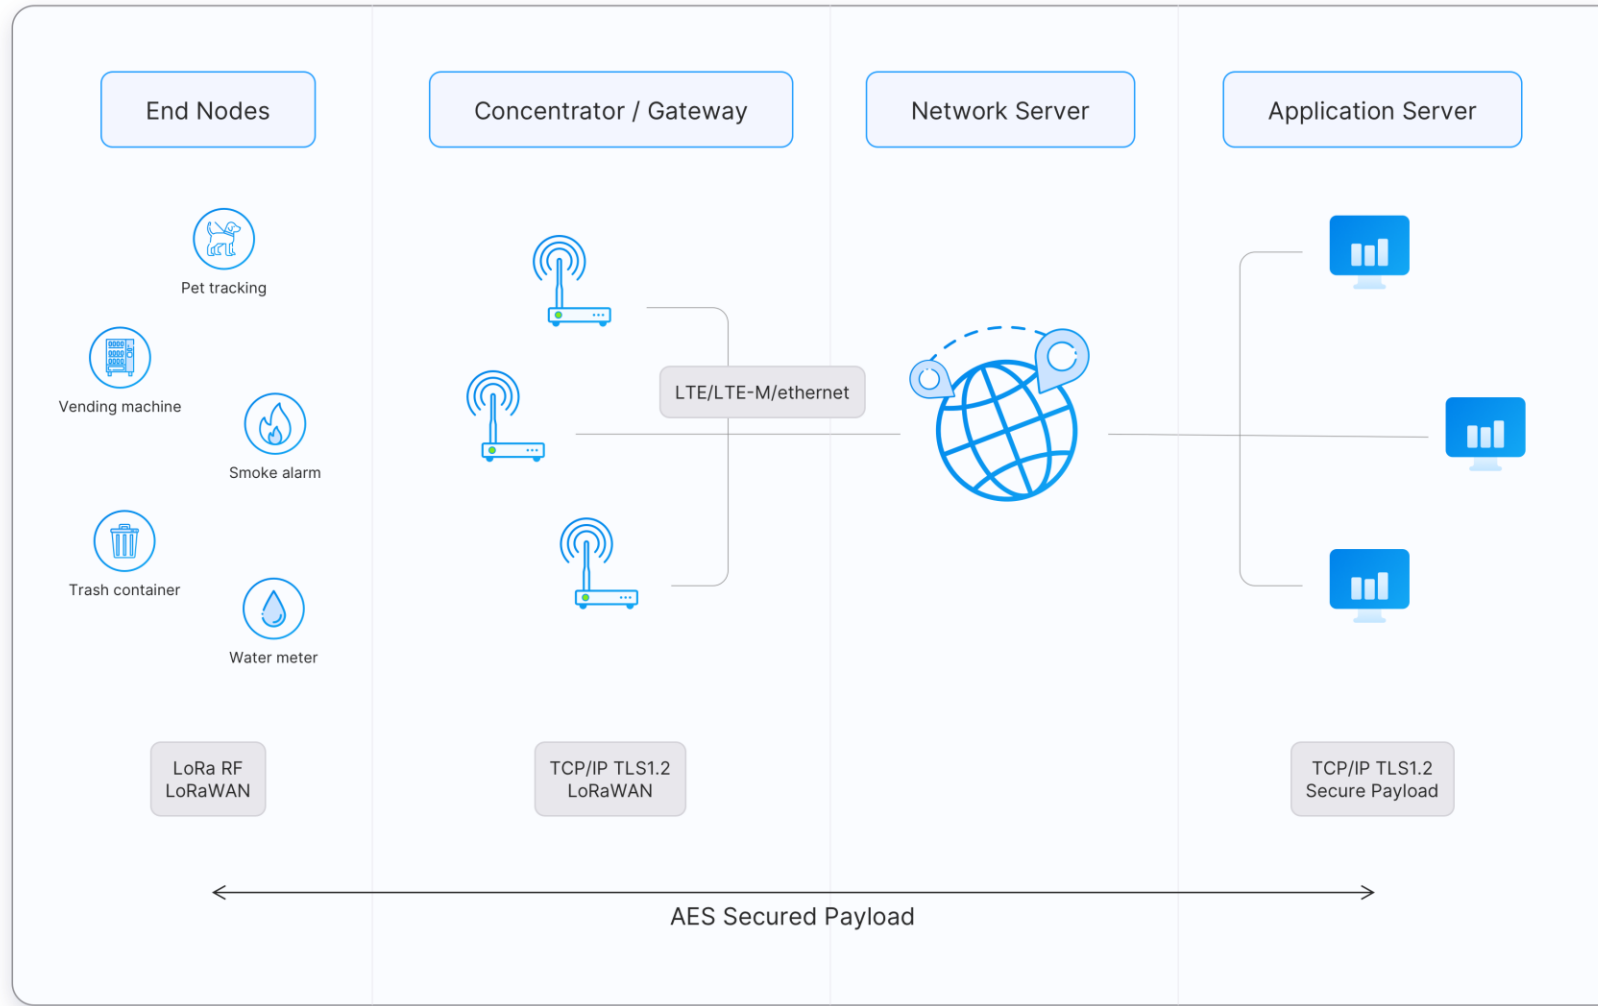 End Nodes
Concentrator / Gateway
Network Server
Application Server
Pet tracking
Vending machine
Smoke alarm
Trash container
Water meter
LTE/LTE-M/ethernet
LoRa RF
LoRaWAN
TCP/IP TLS1.2
LoRaWAN
TCP/IP TLS1.2
Secure Payload
AES Secured Payload